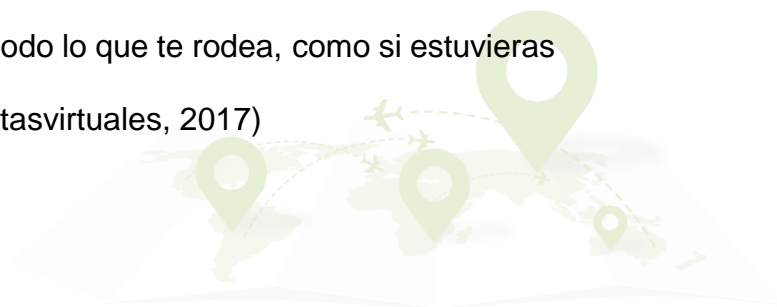 odo lo que te rodea, como si estuvieras
tasvirtuales, 2017)